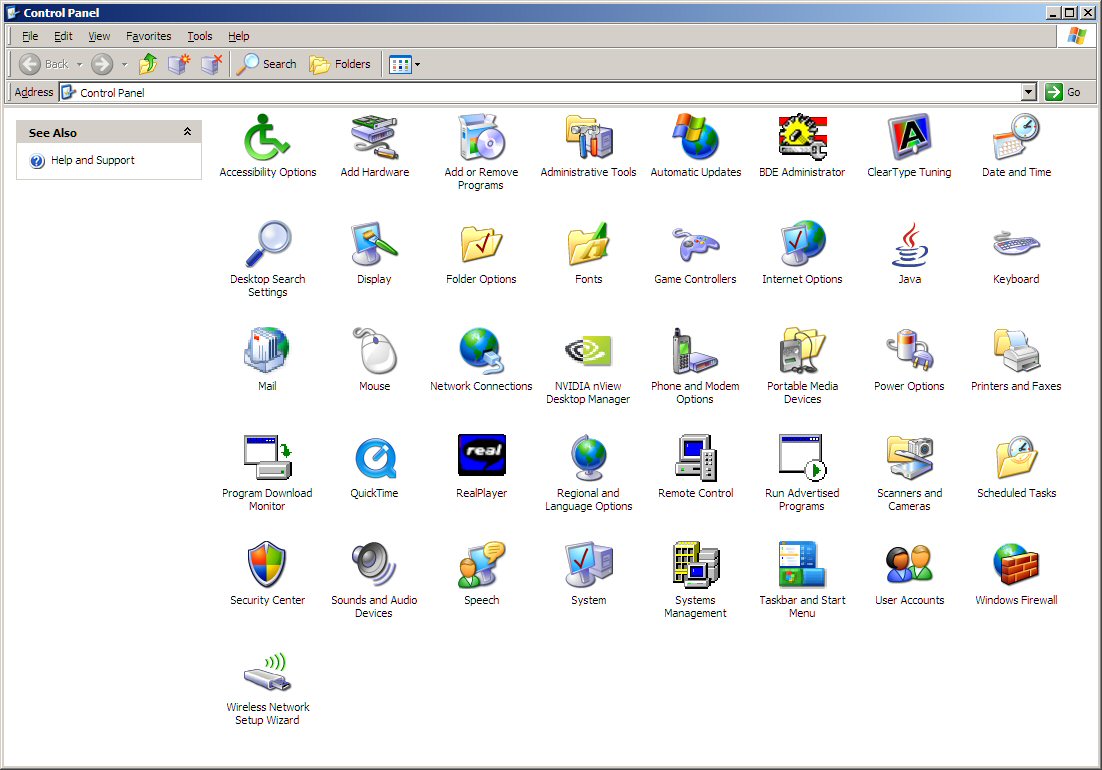 Control Panel
File Edit View Favorites Tools Help
Back Search Folders
Address Control Panel Go
See Also
Help and Support
Accessibility Options Add Hardware Add or Remove Administrative Tools Automatic Updates BDE Administrator ClearType Tuning Date and Time
Programs
Desktop Search Display Folder Options Fonts Game Controllers Internet Options Java Keyboard
Settings
Mail Mouse Network Connections NVIDIA nView Phone and Modem Portable Media Power Options Printers and Faxes
Desktop Manager Options Devices
real
Program Download QuickTime RealPlayer Regional and Remote Control Run Advertised Scanners and Scheduled Tasks
Monitor Language Options Programs Cameras
Security Center Sounds and Audio Speech System Systems Taskbar and Start User Accounts Windows Firewall
Devices Management Menu
Wireless Network
Setup Wizard